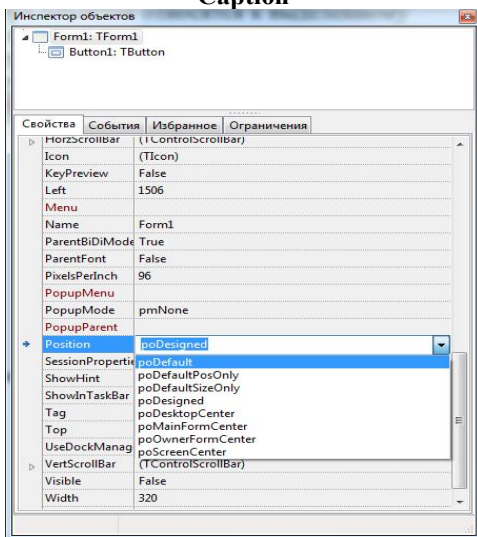 Caption
Инспектор объектов
Form1: TForm1
Button1: TButton
Свойства События Избранное Ограничения
HorzScrollBar (TControlScrollBar)
Icon (TIcon)
KeyPreview False
Left 1506
Menu
Name Form1
ParentBiDiMode True
ParentFont False
PixelsPerInch 96
PopupMenu
PopupMode pmNone
PopupParent
Position poDesigned
SessionPropertie poDefault
poDefaultPosOnly
ShowHint
poDefaultSizeOnly
ShowInTaskBar
poDesigned
Tag
poDesktopCenter
Top
poMainFormCenter
poOwnerFormCenter
UseDockManag
poScreenCenter
VertScrollBar (TControlScrollBar)
Visible False
Width 320